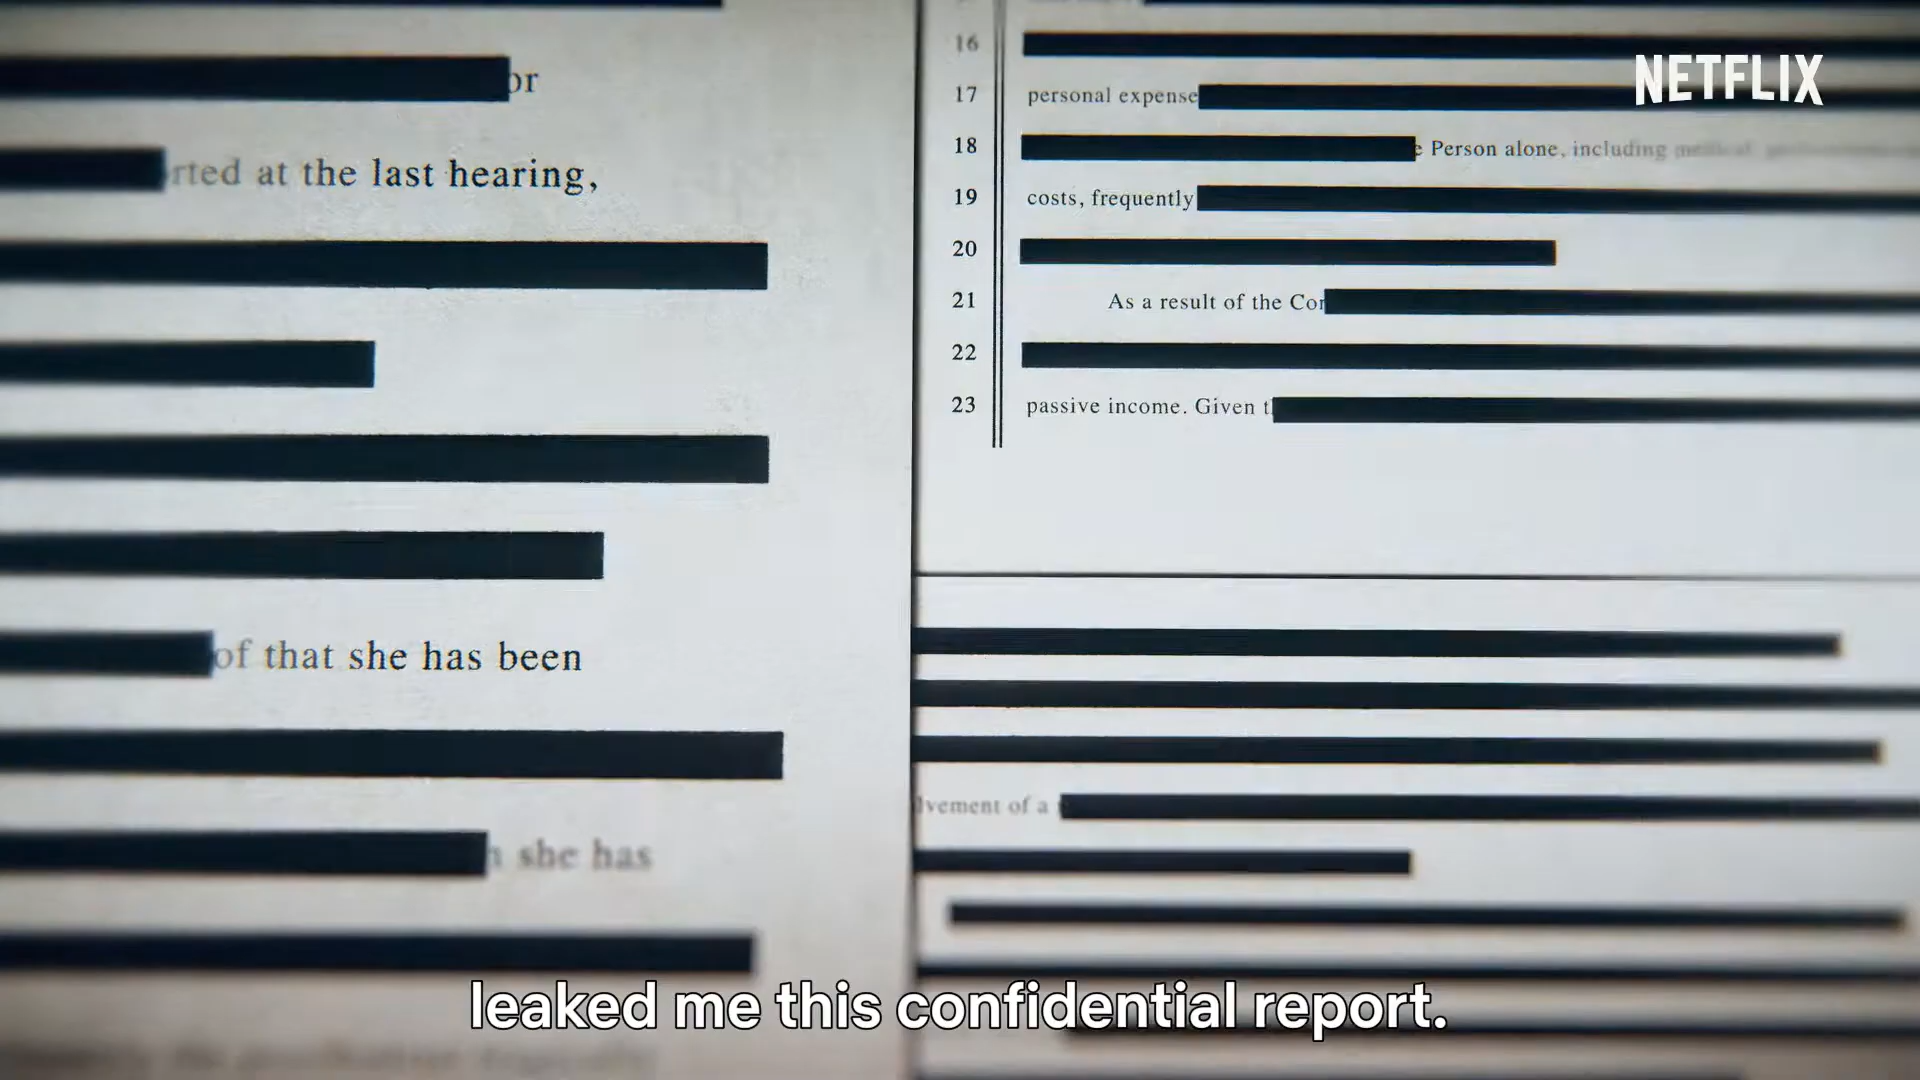 or
at the last hearing,
of that she has been
she has
16
17 personal expense
18 Person alone, including
19 costs, frequently
20
21 As a result of the Cor
22
23 passive income. Given t
lvement of a
NETFLIX
leaked me this confidential report.